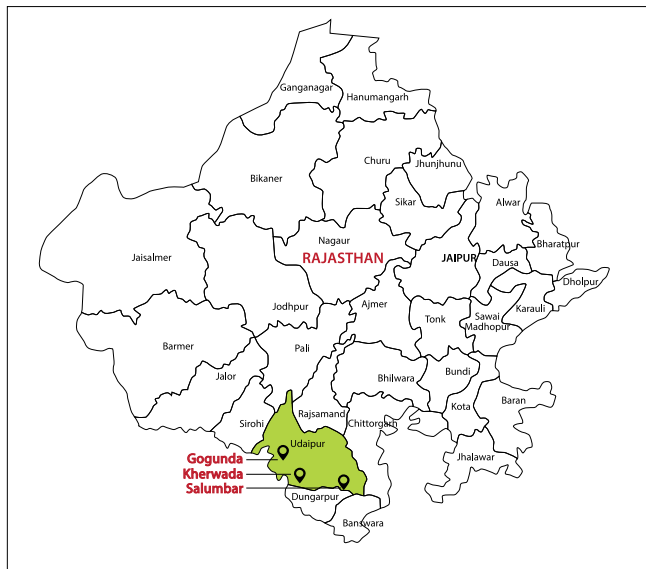 Ganganagar
Hanumangarh
Bikaner
Churu
Jhunjhunu
Sikar
Alwar
Nagaur
RAJASTHAN
JAIPUR
Bharatpur
Jaisalmer
Dausa
Dholpur
Jodhpur
Ajmer
Tonk
Sawai
Madhopur
Karauli
Barmer
Pali
Jalor
Bhilwara
Bundi
Sirohi
Rajsamand
Chittorgarh
Kota
Baran
Udaipur
Gogunda
Kherwada
Salumbar
Jhalawar
Dungarpur
Banswara